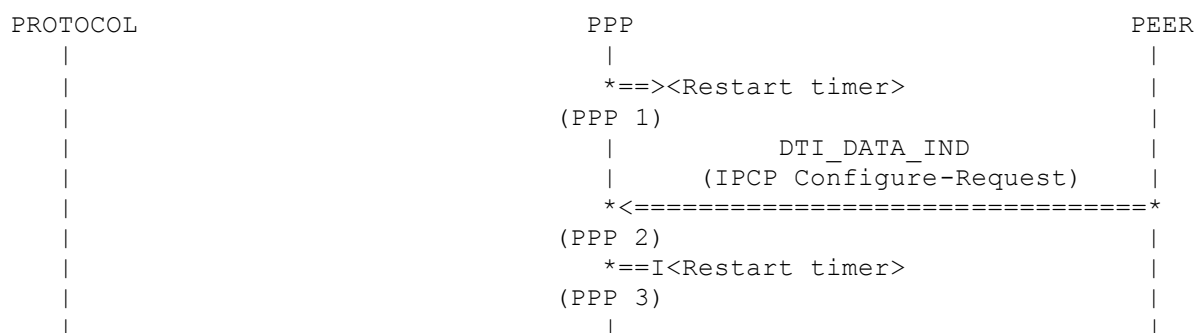 PROTOCOL                           PPP                                PEER
   |                                 |                                 |
   |                                 *==><Restart timer>               |
   |                              (PPP 1)                              |
   |                                 |          DTI_DATA_IND           |
   |                                 |     (IPCP Configure-Request)    |
   |                                 *<================================*
   |                              (PPP 2)                              |
   |                                 *==I<Restart timer>               |
   |                              (PPP 3)                              |
   |                                 |                                 |